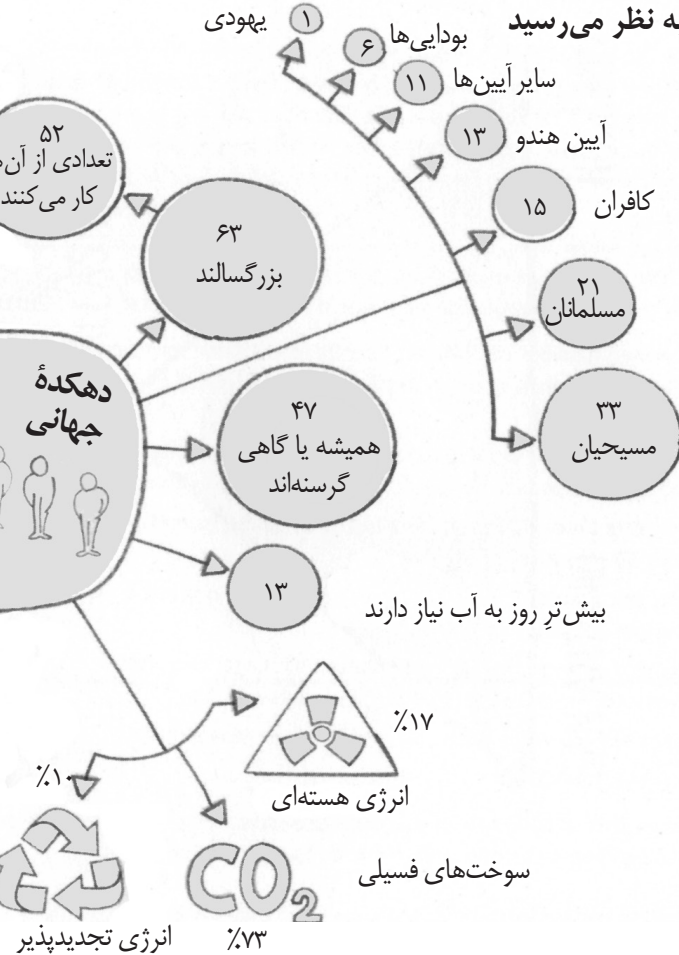 ه نظر می‌رسید
۱ یهودی
۶ بودایی‌ها
۱۱ سایر آیین‌ها
۱۳ آیین هندو
۱۵ کافران
۲۱
مسلمانان
۳۳
مسیحیان
۵۲
تعدادی از آن‌ه
کار می‌کنند
۶۳
بزرگسالند
دهکدهٔ
جهانی
۴۷
همیشه یا گاهی
گرسنه‌اند
۱۳
بیش‌ترِ روز به آب نیاز دارند
٪۱۷
انرژی هسته‌ای
٪۱۰
انرژی تجدیدپذیر
CO2
سوخت‌های فسیلی
٪۷۳